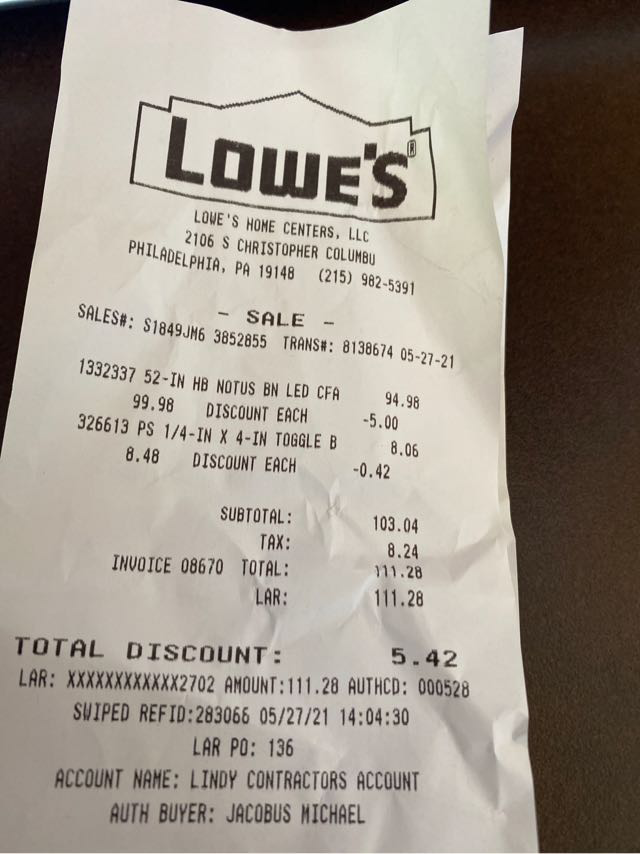 LOWE'S®
LOWE'S HOME CENTERS, LLC
2106 S CHRISTOPHER COLUMBU
PHILADELPHIA, PA 19148 (215) 982-5391
- SALE -
SALES#: S1849JM6 3852855 TRANS#: 8138674 05-27-21
1332337 52-IN HB NOTUS BN LED CFA 94.98
99.98 DISCOUNT EACH -5.00
326613 PS 1/4-IN X 4-IN TOGGLE B 8.06
8.48 DISCOUNT EACH -0.42
SUBTOTAL: 103.04
TAX: 8.24
INVOICE 08670 TOTAL: 111.28
LAR: 111.28
TOTAL DISCOUNT: 5.42
LAR: XXXXXXXXXXXX2702 AMOUNT:111.28 AUTHCD: 000528
SWIPED REFID:283066 05/27/21 14:04:30
LAR PO: 136
ACCOUNT NAME: LINDY CONTRACTORS ACCOUNT
AUTH BUYER: JACOBUS MICHAEL